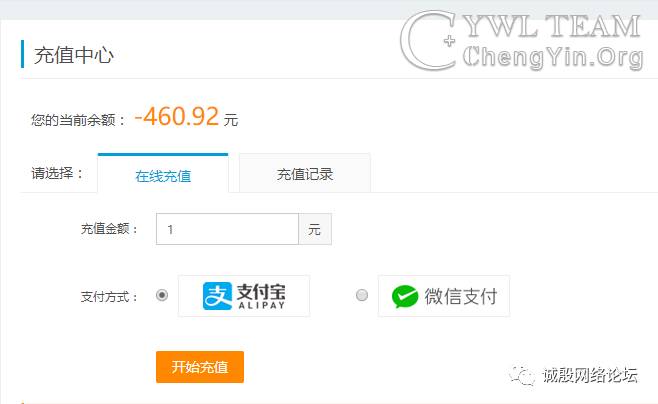 CYWL TEAM
C+
ChengYin.Org
充值中心
您的当前余额： -460.92 元
请选择： 在线充值 充值记录
充值金额： 1 元
支付方式： 支 支付宝 ALIPAY 微信支付
开始充值
诚殷网络论坛